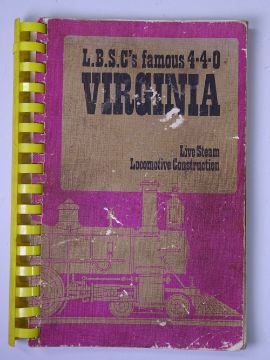 L.B.S.C's famous 4-4-0
VIRGINIA
Live Steam
Locomotive Construction